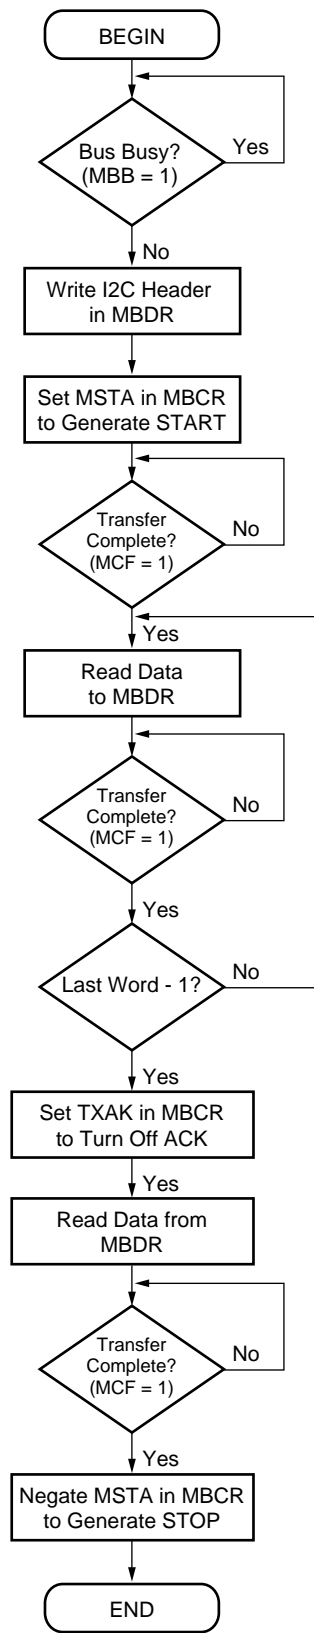 BEGIN
Bus Busy?
(MBB = 1)
Yes
No
Write I2C Header
in MBDR
Set MSTA in MBCR
to Generate START
Transfer
Complete?
(MCF = 1)
No
Yes
Read Data
to MBDR
Transfer
Complete?
(MCF = 1)
No
Yes
Last Word - 1?
No
Yes
Set TXAK in MBCR
to Turn Off ACK
Yes
Read Data from
MBDR
Transfer
Complete?
(MCF = 1)
No
Yes
Negate MSTA in MBCR
to Generate STOP
END